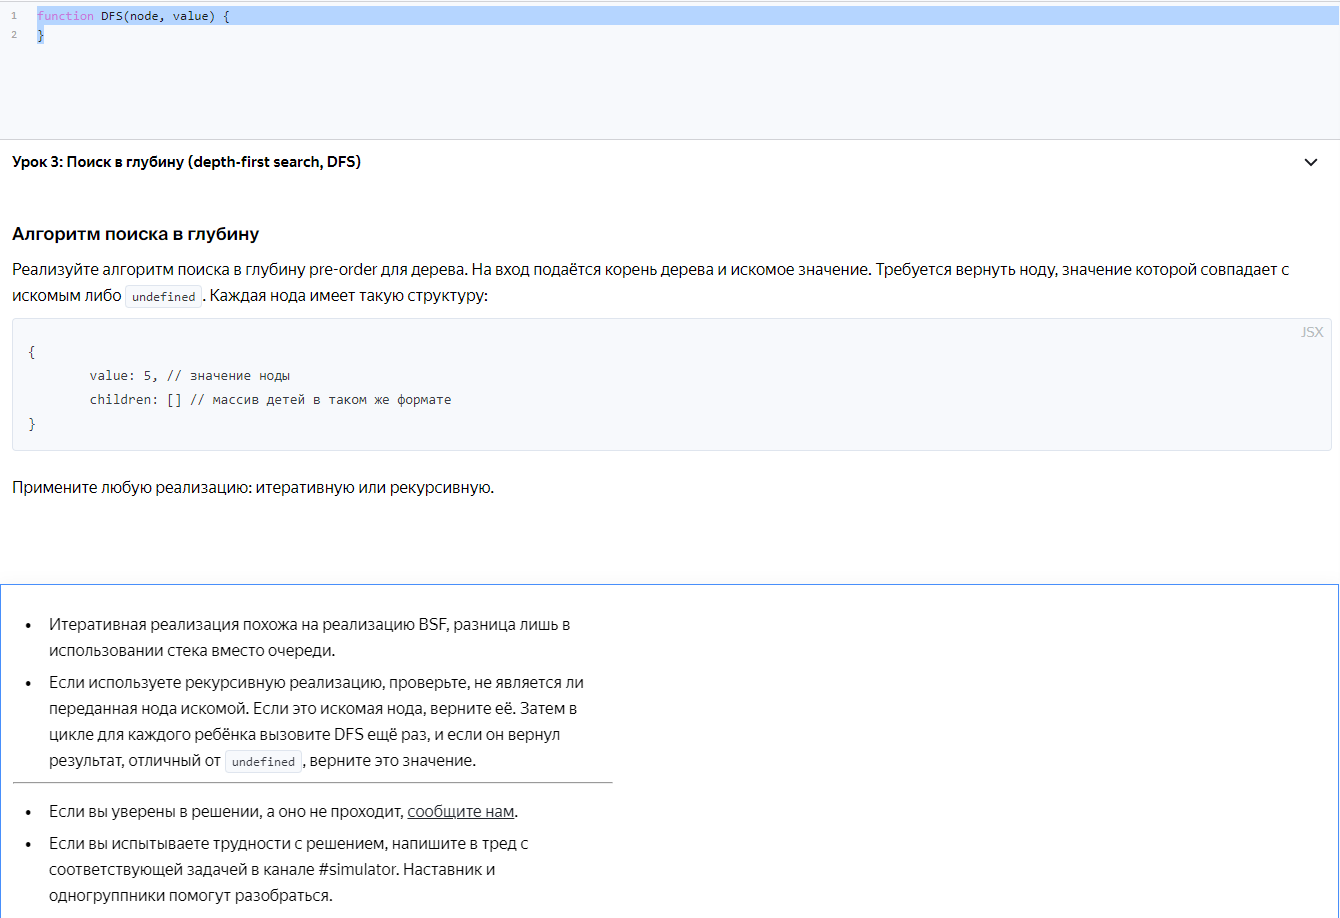 1 function DFS(node, value) {
2 }
Урок 3: Поиск в глубину (depth-first search, DFS)
Алгоритм поиска в глубину
Реализуйте алгоритм поиска в глубину pre-order для дерева. На вход подаётся корень дерева и искомое значение. Требуется вернуть ноду, значение которой совпадает с
искомым либо undefined. Каждая нода имеет такую структуру:
JSX
{
value: 5, // значение ноды
children: [] // массив детей в таком же формате
}
Примените любую реализацию: итеративную или рекурсивную.
• Итеративная реализация похожа на реализацию BSF, разница лишь в
использовании стека вместо очереди.
• Если используете рекурсивную реализацию, проверьте, не является ли
переданная нода искомой. Если это искомая нода, верните её. Затем в
цикле для каждого ребёнка вызовите DFS ещё раз, и если он вернул
результат, отличный от undefined, верните это значение.
• Если вы уверены в решении, а оно не проходит, сообщите нам.
• Если вы испытываете трудности с решением, напишите в тред с
соответствующей задачей в канале #simulator. Наставник и
одногруппники помогут разобраться.